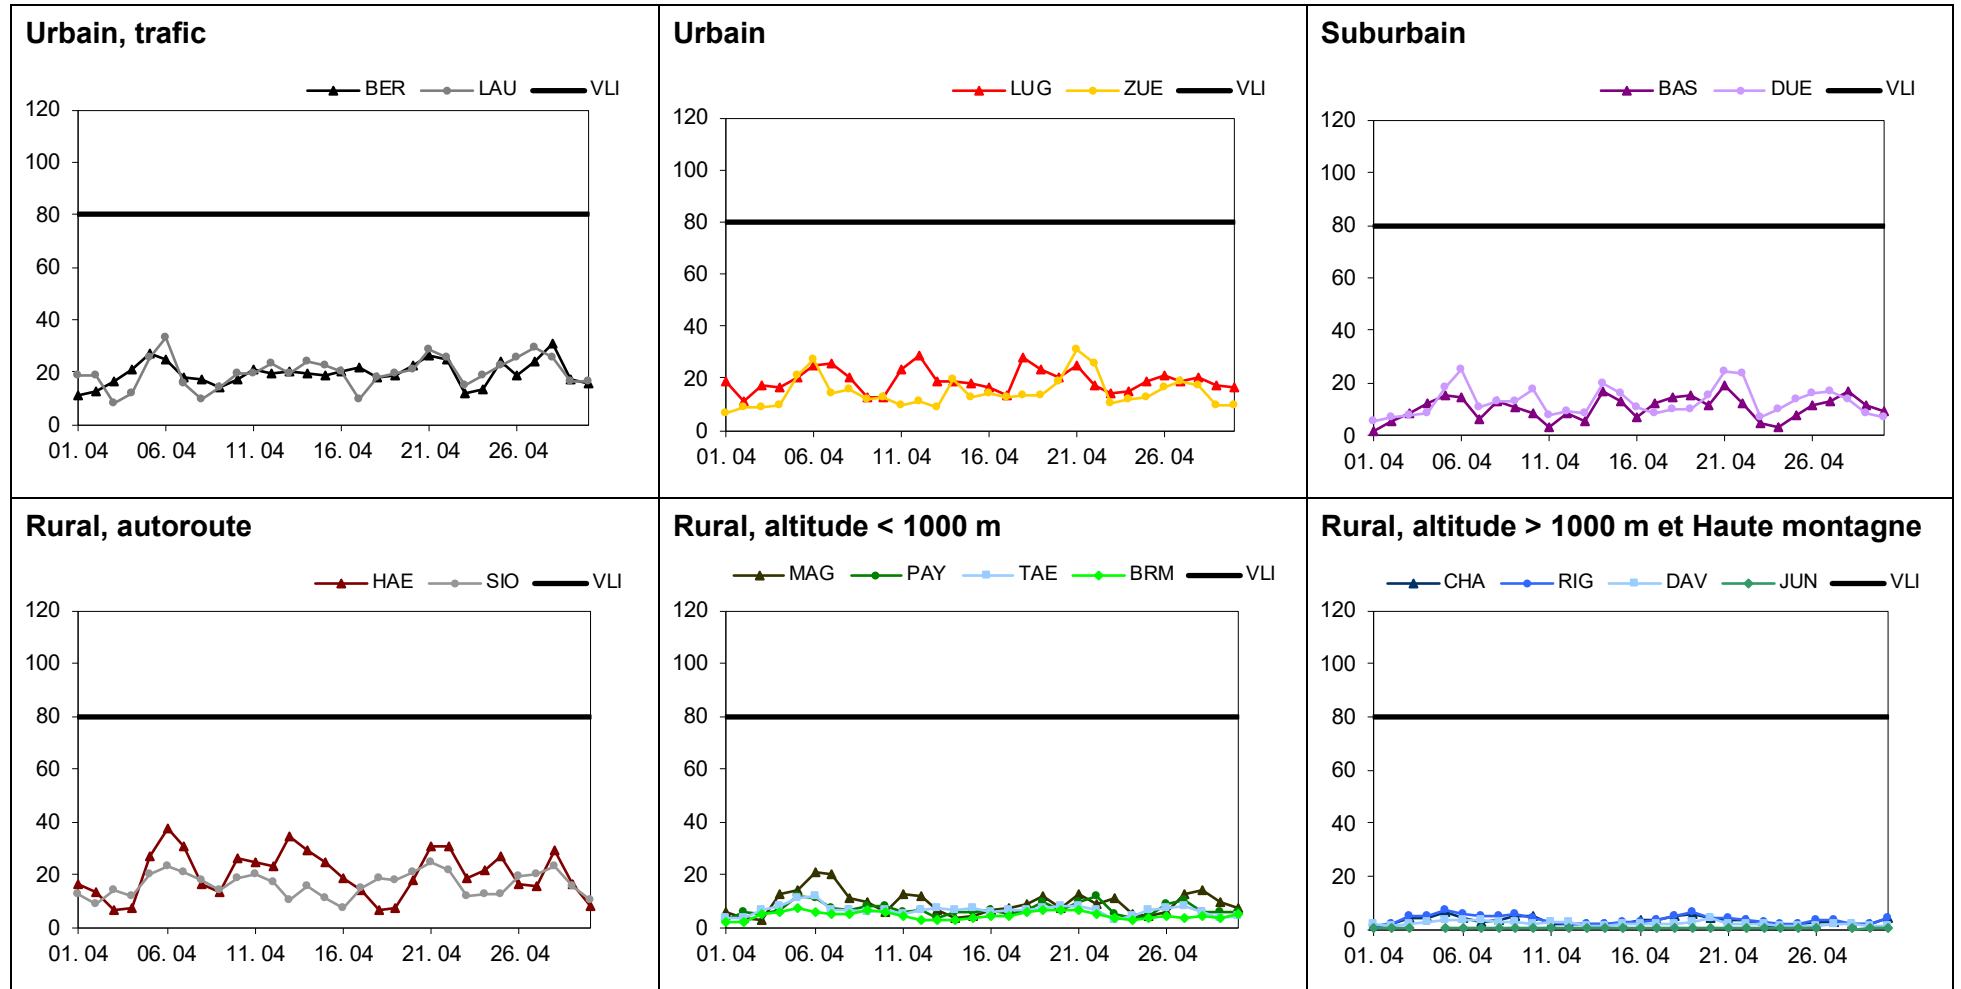 Urbain, trafic
BER LAU VLI
120
100
80
60
40
20
0
01. 04 06. 04 11. 04 16. 04 21. 04 26. 04
Urbain
LUG ZUE VLI
120
100
80
60
40
20
0
01. 04 06. 04 11. 04 16. 04 21. 04 26. 04
Suburbain
BAS DUE VLI
120
100
80
60
40
20
0
01. 04 06. 04 11. 04 16. 04 21. 04 26. 04
Rural, autoroute
HAE SIO VLI
120
100
80
60
40
20
0
01. 04 06. 04 11. 04 16. 04 21. 04 26. 04
Rural, altitude < 1000 m
MAG PAY TAE BRM VLI
120
100
80
60
40
20
0
01. 04 06. 04 11. 04 16. 04 21. 04 26. 04
Rural, altitude > 1000 m et Haute montagne
CHA RIG DAV JUN VLI
120
100
80
60
40
20
0
01. 04 06. 04 11. 04 16. 04 21. 04 26. 04